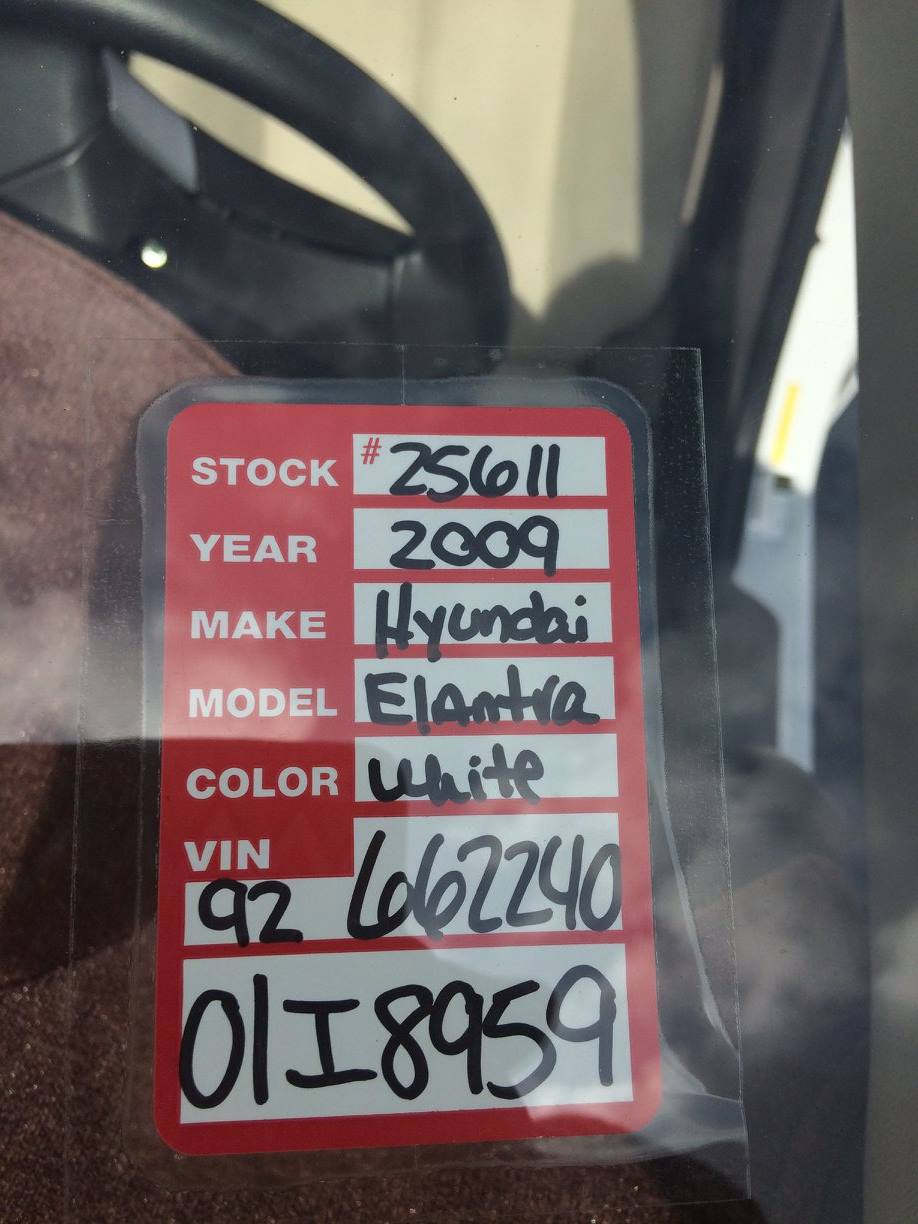 STOCK #25611
YEAR 2009
MAKE Hyundai
MODEL ElAntra
COLOR White
VIN
92 662240
01I8959